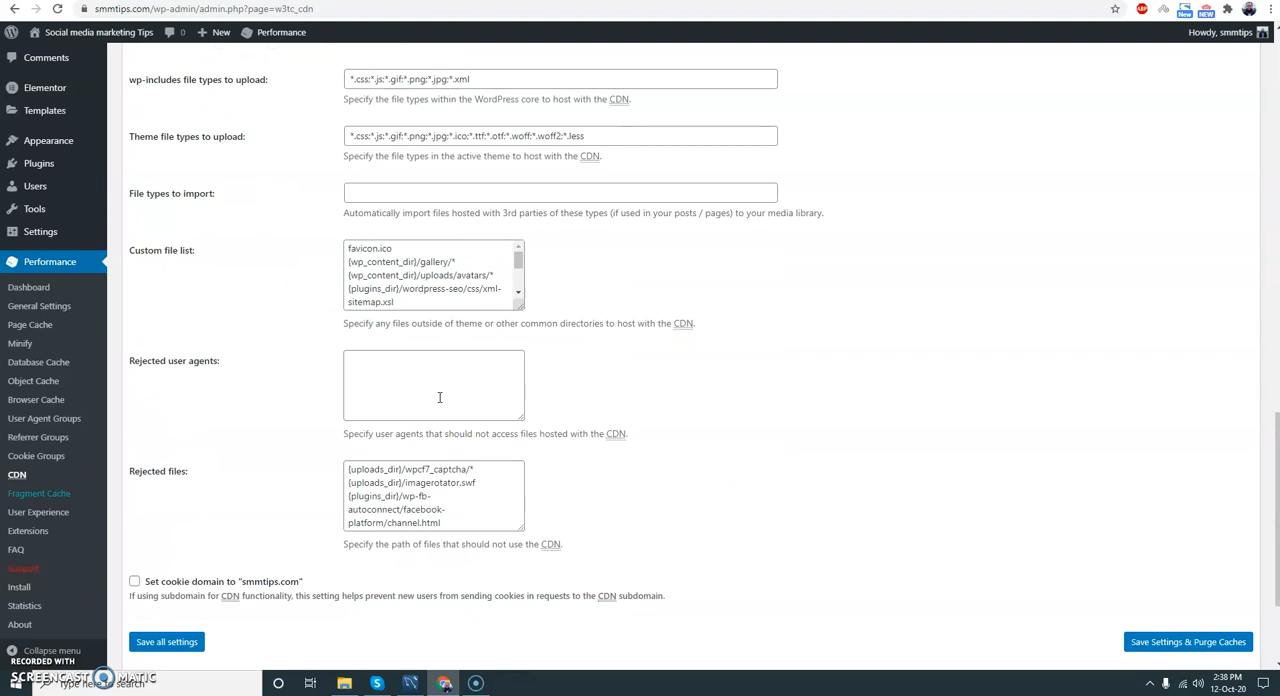 smmtips.com/wp-admin/admin.php?page=w3tc_cdn
ABP
New
NEW
Social media marketing Tips
0
New
Performance
Howdy, smmtips
Comments
Elementor
Templates
Appearance
Plugins
Users
Tools
Settings
Performance
Dashboard
General Settings
Page Cache
Minify
Database Cache
Object Cache
Browser Cache
User Agent Groups
Referrer Groups
Cookie Groups
CDN
Fragment Cache
User Experience
Extensions
FAQ
Support
Install
Statistics
About
Collapse menu
wp-includes file types to upload:
*.css;*.js;*.gif;*.png;*.jpg;*.xml
Specify the file types within the WordPress core to host with the CDN.
Theme file types to upload:
*.css;*.js;*.gif;*.png;*.jpg;*.ico;*.ttf;*.otf;*.woff;*.woff2;*.less
Specify the file types in the active theme to host with the CDN.
File types to import:
Automatically import files hosted with 3rd parties of these types (if used in your posts / pages) to your media library.
Custom file list:
favicon.ico
{wp_content_dir}/gallery/*
{wp_content_dir}/uploads/avatars/*
{plugins_dir}/wordpress-seo/css/xml-
sitemap.xsl
Specify any files outside of theme or other common directories to host with the CDN.
Rejected user agents:
Specify user agents that should not access files hosted with the CDN.
Rejected files:
{uploads_dir}/wpcf7_captcha/*
{uploads_dir}/imagerotator.swf
{plugins_dir}/wp-fb-
autoconnect/facebook-
platform/channel.html
Specify the path of files that should not use the CDN.
Set cookie domain to "smmtips.com"
If using subdomain for CDN functionality, this setting helps prevent new users from sending cookies in requests to the CDN subdomain.
Save all settings
Save Settings & Purge Caches
RECORDED WITH
SCREENCAST MATIC
Type here to search
2:38 PM
12-Oct-20